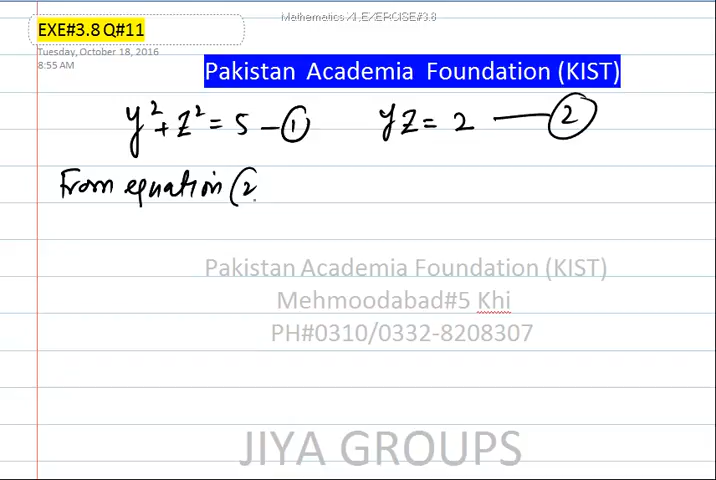 Mathematics XI,EXERCISE#3.8
EXE#3.8 Q#11
Tuesday, October 18, 2016
8:55 AM
Pakistan Academia Foundation (KIST)
y² + z² = 5 — ① yz = 2 — ②
From equation (2
Pakistan Academia Foundation (KIST)
Mehmoodabad#5 Khi
PH#0310/0332-8208307
JIYA GROUPS